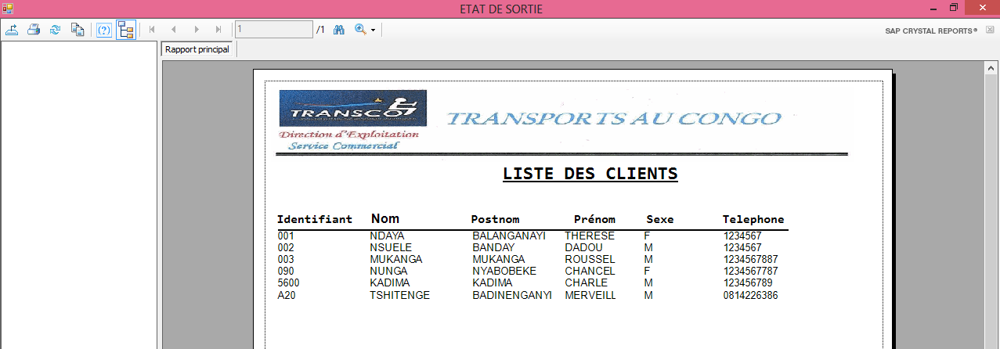 ETAT DE SORTIE
1 /1
SAP CRYSTAL REPORTS®
Rapport principal
TRANSCO
TRANSPORTS AU CONGO
Direction d'Exploitation
Service Commercial
LISTE DES CLIENTS
Identifiant Nom Postnom Prénom Sexe Telephone
001 NDAYA BALANGANAYI THERESE F 1234567
002 NSUELE BANDAY DADOU M 1234567
003 MUKANGA MUKANGA ROUSSEL M 1234567887
090 NUNGA NYABOBEKE CHANCEL F 1234567787
5600 KADIMA KADIMA CHARLE M 123456789
A20 TSHITENGE BADINENGANYI MERVEILL M 0814226386